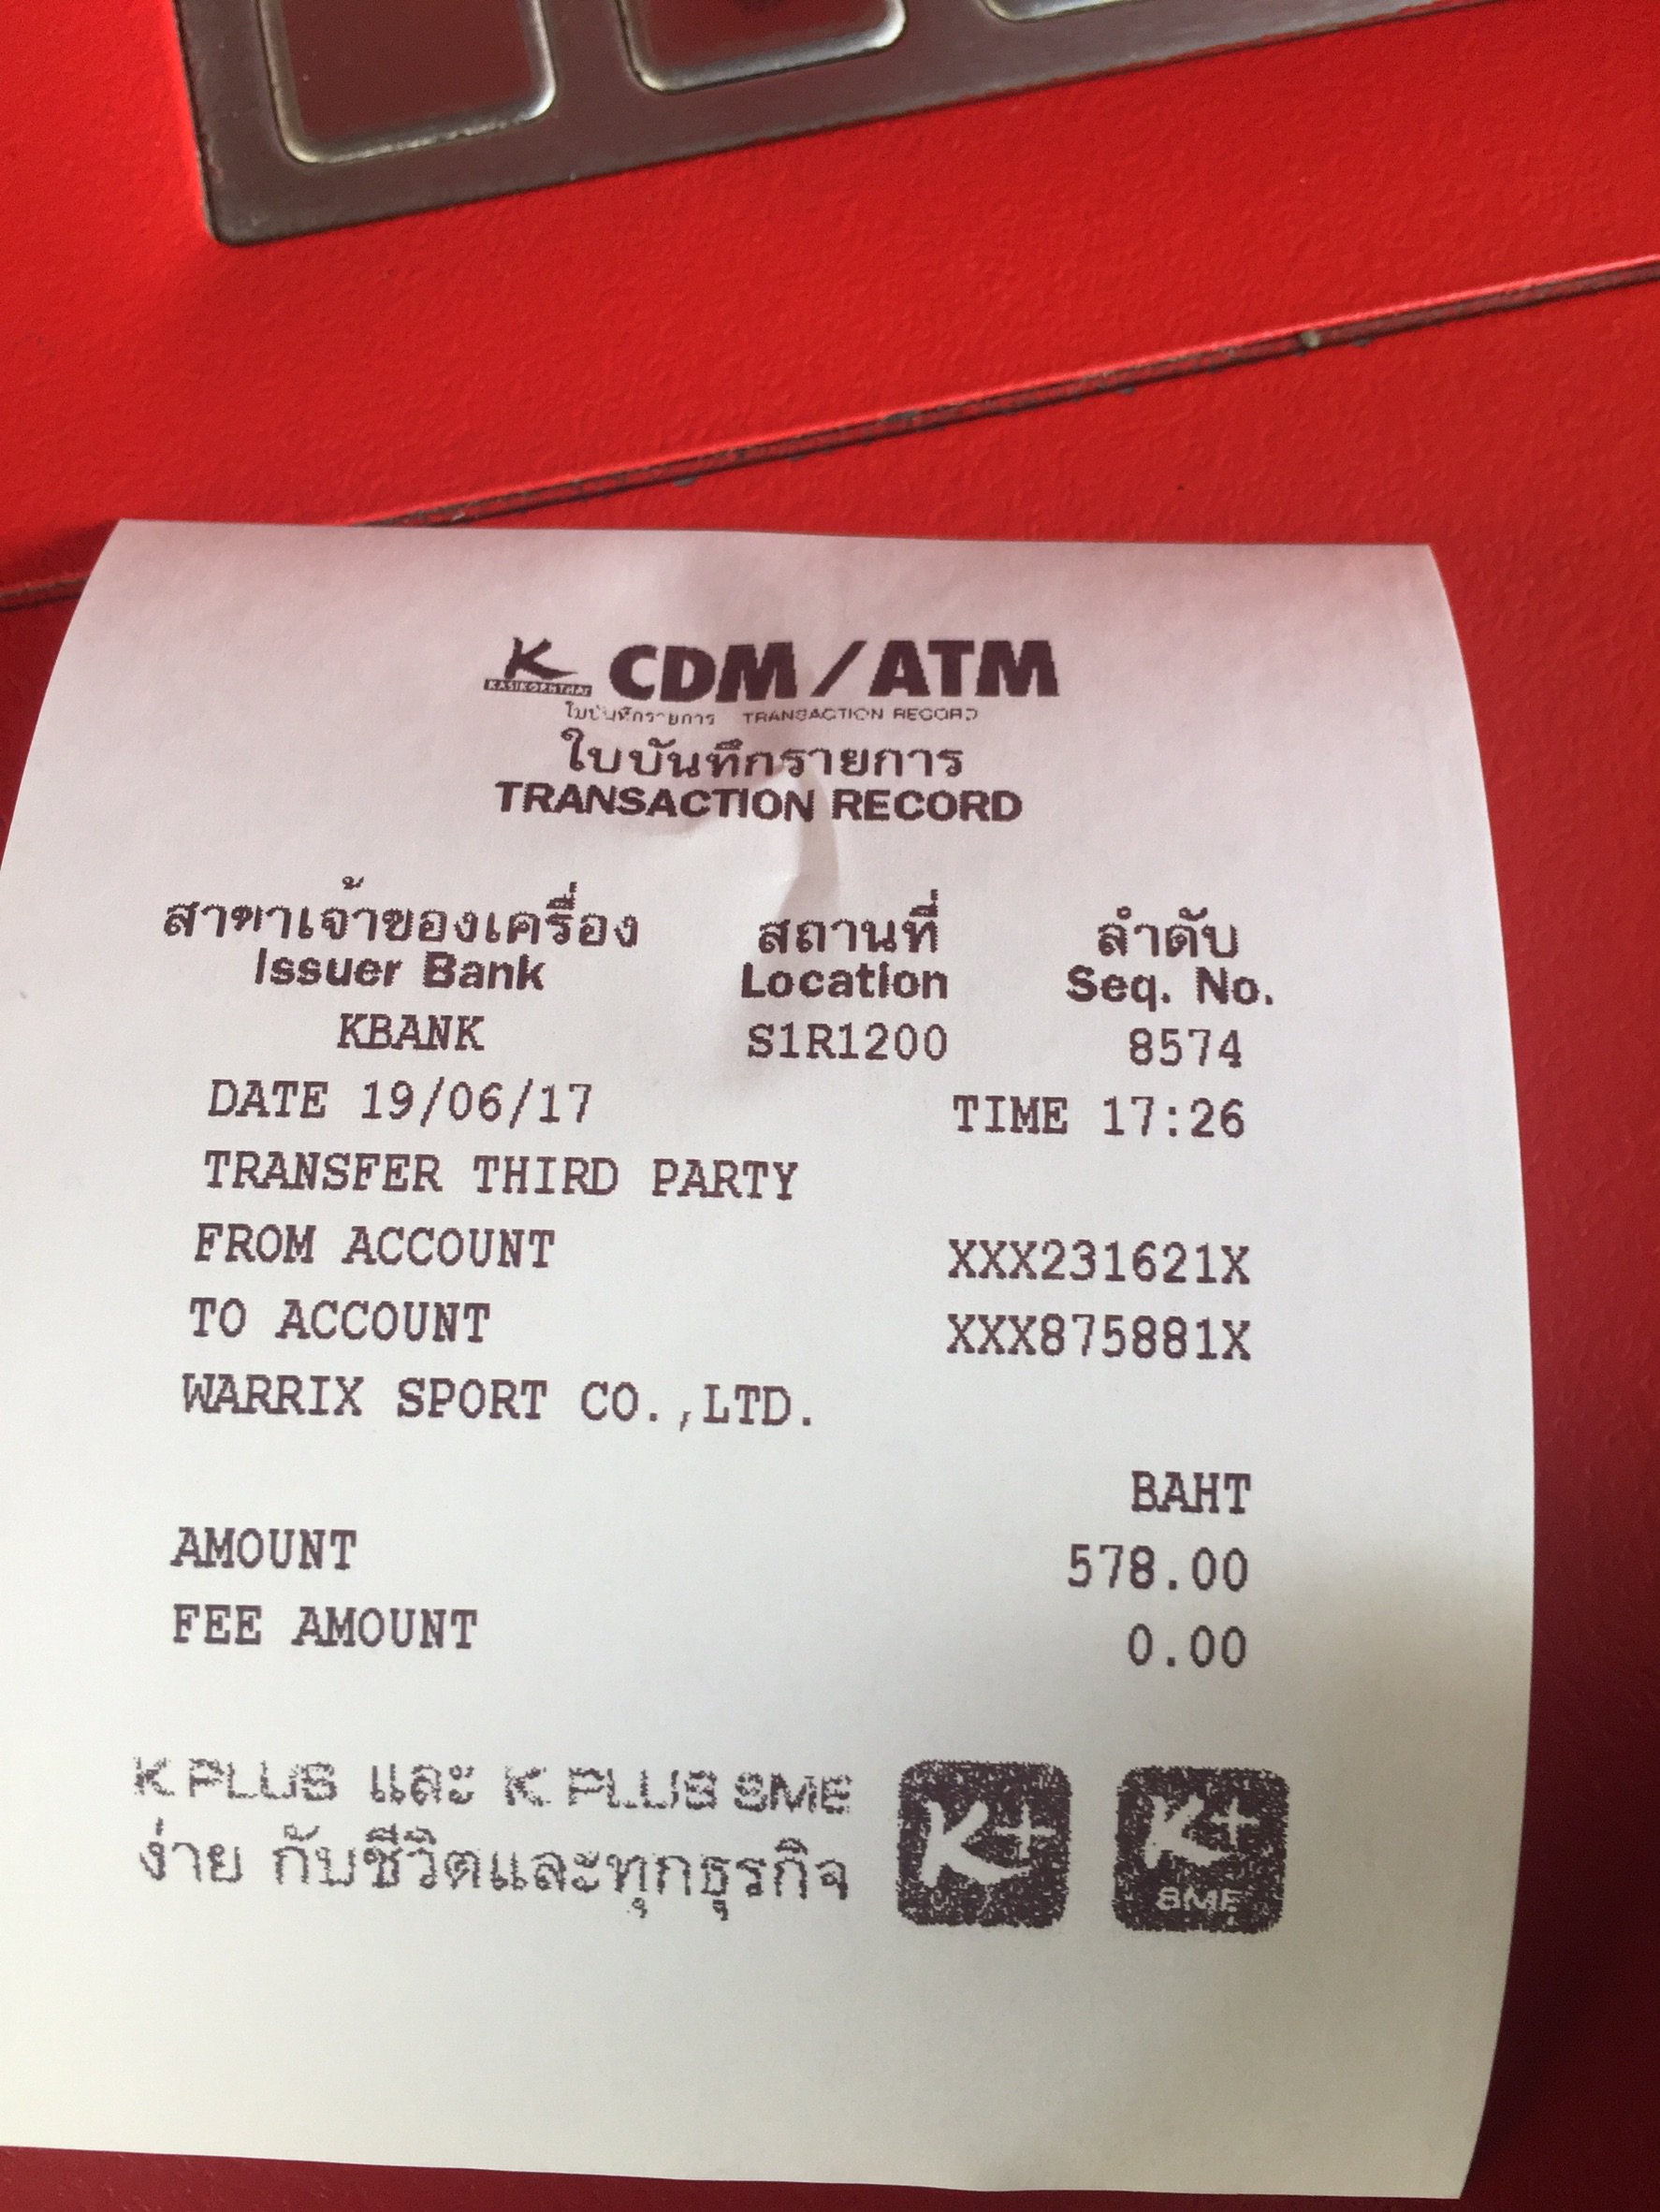 K CDM/ATM
KASIKORNTHAI
ใบบันทึกรายการ TRANSACTION RECORD
ใบบันทึกรายการ
TRANSACTION RECORD
สาขาเจ้าของเครื่อง สถานที่ ลำดับ
Issuer Bank Location Seq. No.
KBANK S1R1200 8574
DATE 19/06/17 TIME 17:26
TRANSFER THIRD PARTY
FROM ACCOUNT XXX231621X
TO ACCOUNT XXX875881X
WARRIX SPORT CO.,LTD.
BAHT
AMOUNT 578.00
FEE AMOUNT 0.00
K PLUS และ K PLUS SME
ง่าย กับชีวิตและทุกธุรกิจ
K+
K+
SME